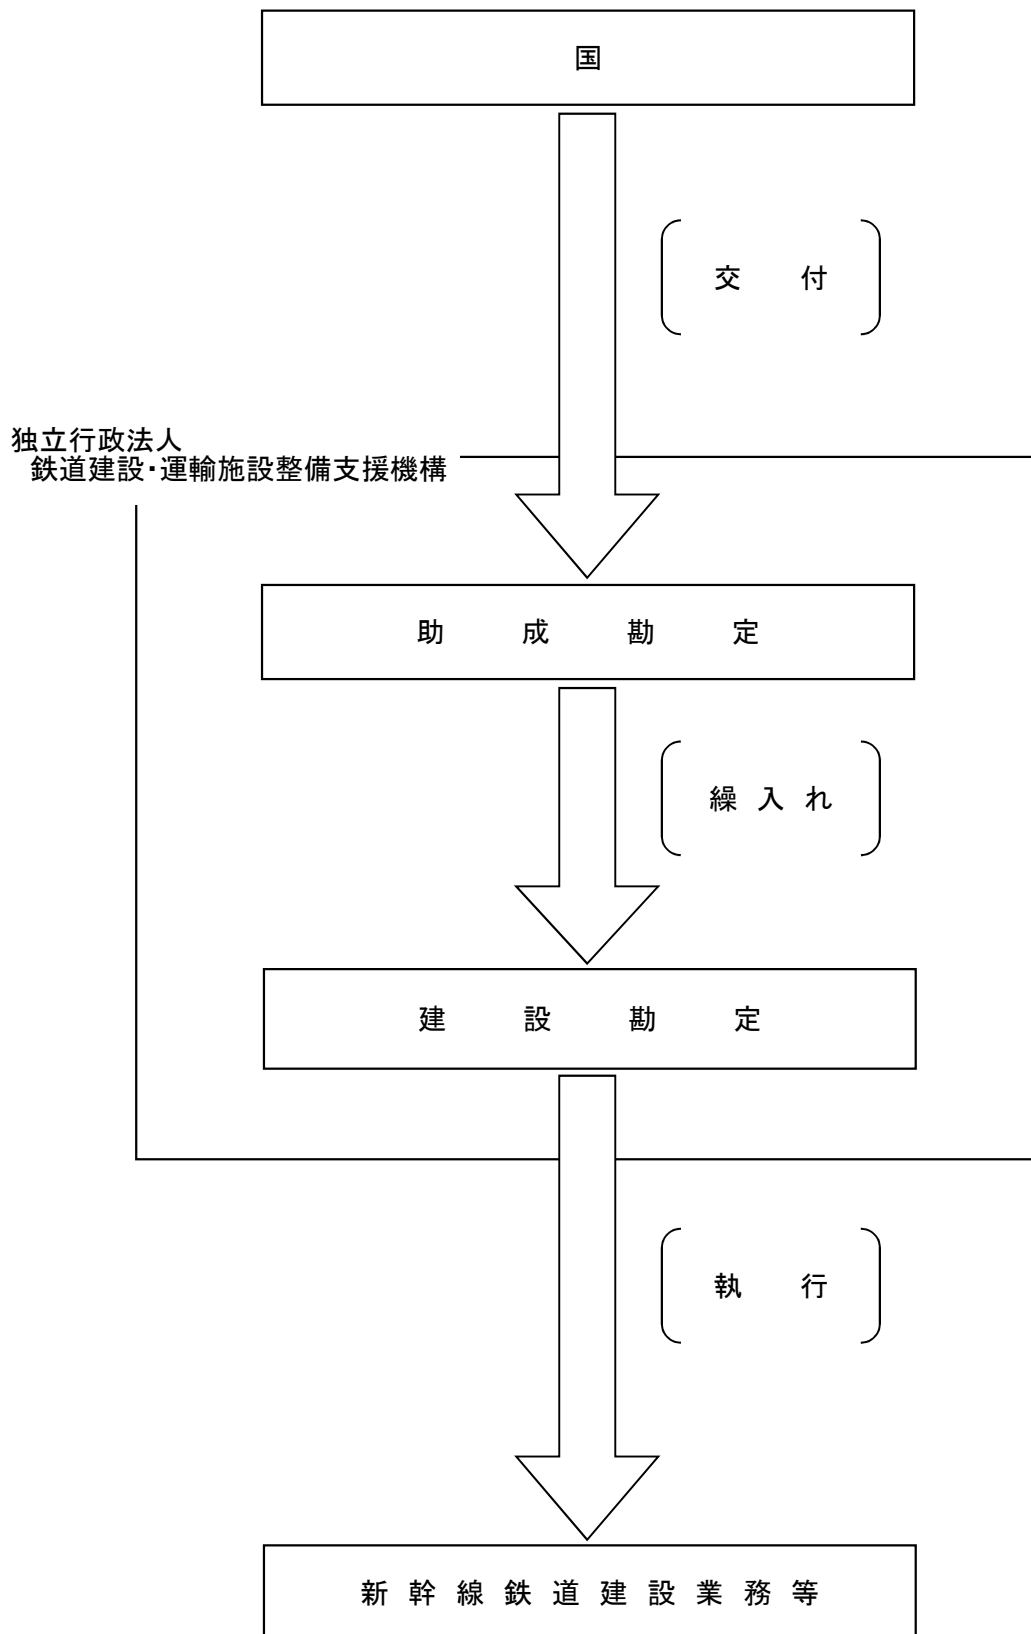 国
交付
独立行政法人
鉄道建設・運輸施設整備支援機構
助成勘定
繰入れ
建設勘定
執行
新幹線鉄道建設業務等